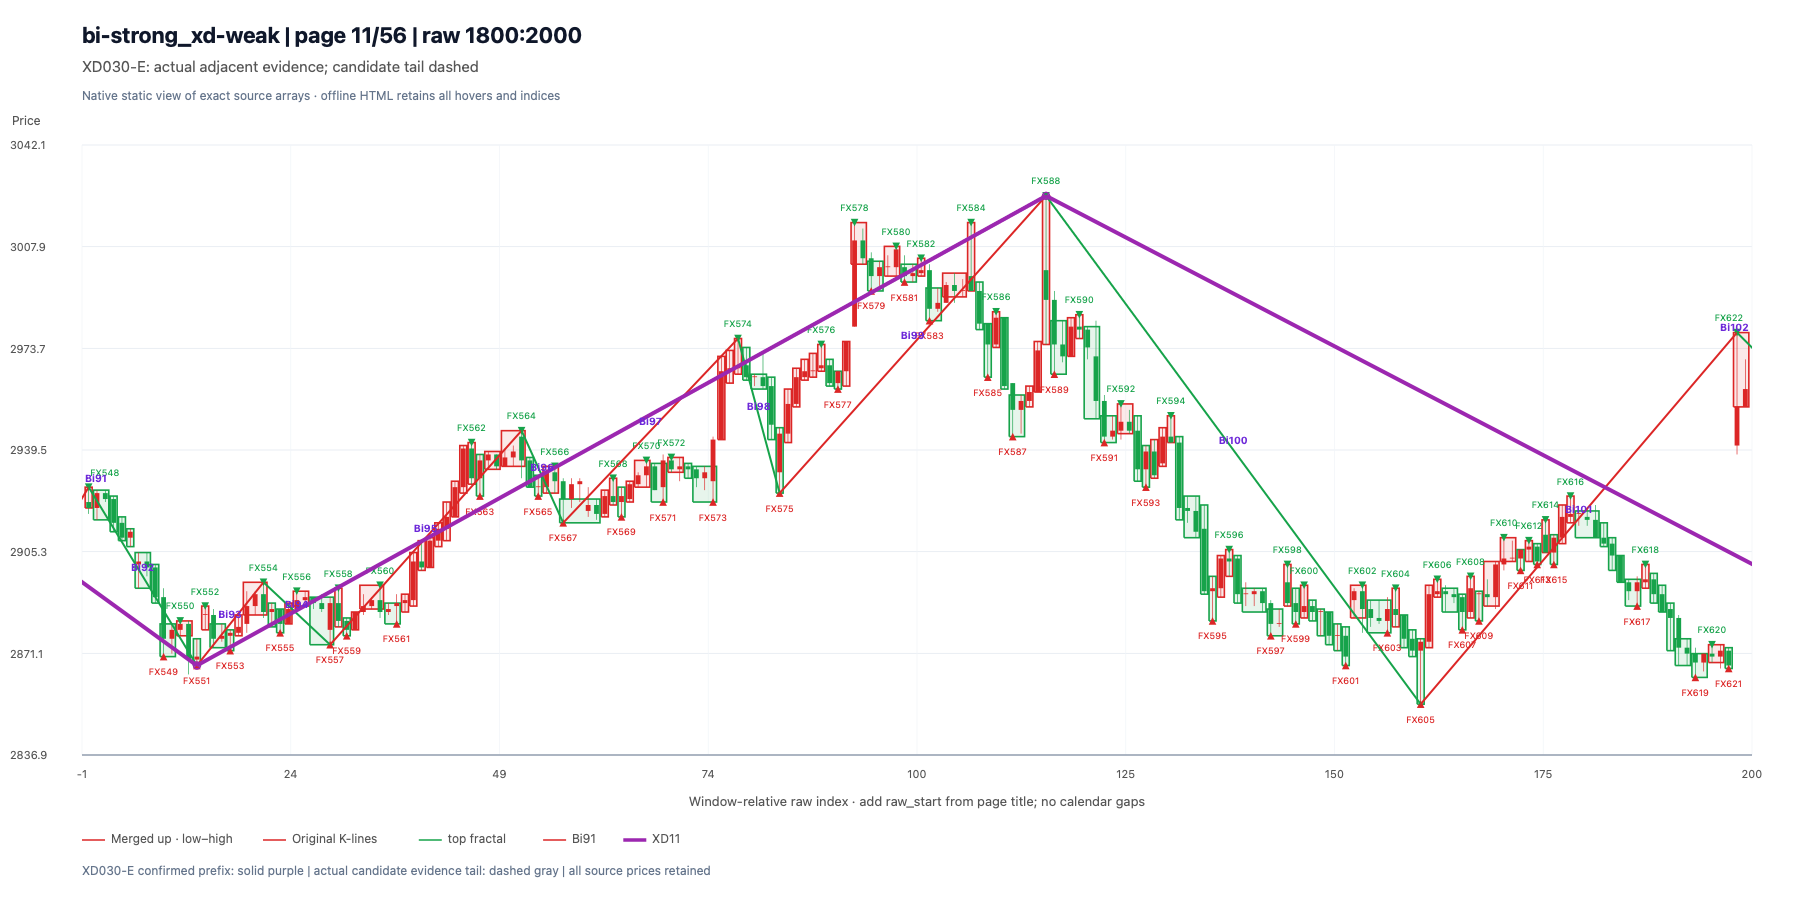 bi-strong_xd-weak | page 11/56 | raw 1800:2000
XD030-E: actual adjacent evidence; candidate tail dashed
Native static view of exact source arrays · offline HTML retains all hovers and indices
Price
3042.1
3007.9
2973.7
2939.5
2905.3
2871.1
2836.9
FX588
FX578
FX584
FX580
FX582
FX579
FX581
FX586
FX590
FX583
Bi99
FX574
FX576
FX622
Bi102
FX585
FX589
FX592
FX577
FX594
Bi98
Bi97
FX564
FX562
FX566
FX568
FX570
FX572
FX587
FX591
Bi100
FX548
Bi91
FX563
FX565
FX567
FX569
FX571
FX573
FX575
FX593
FX616
Bi101
FX614
FX610
FX612
Bi95
FX596
FX598
FX600
FX602
FX604
FX606
FX608
FX611
FX613
FX615
FX618
Bi92
FX554
FX556
FX558
FX560
FX552
FX550
Bi93
Bi94
FX549
FX551
FX553
FX555
FX557
FX559
FX561
FX595
FX597
FX599
FX601
FX603
FX607
FX609
FX617
FX620
FX605
FX619
FX621
-1
24
49
74
100
125
150
175
200
Window-relative raw index · add raw_start from page title; no calendar gaps
Merged up · low–high
Original K-lines
top fractal
Bi91
XD11
XD030-E confirmed prefix: solid purple | actual candidate evidence tail: dashed gray | all source prices retained